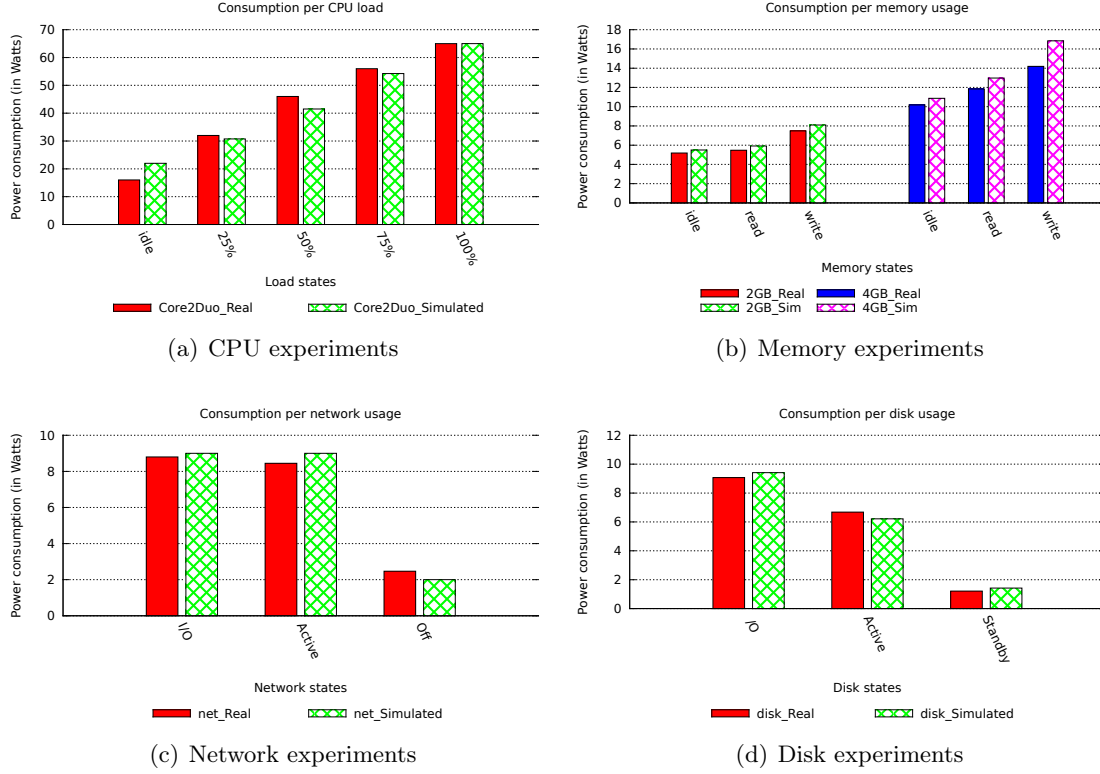 Consumption per CPU load
Power consumption (in Watts)
70
60
50
40
30
20
10
0
idle
25%
50%
75%
100%
Load states
Core2Duo_Real
Core2Duo_Simulated
(a) CPU experiments
Consumption per memory usage
Power consumption (in Watts)
18
16
14
12
10
8
6
4
2
0
idle
read
write
idle
read
write
Memory states
2GB_Real
4GB_Real
2GB_Sim
4GB_Sim
(b) Memory experiments
Consumption per network usage
Power consumption (in Watts)
10
8
6
4
2
0
I/O
Active
Off
Network states
net_Real
net_Simulated
(c) Network experiments
Consumption per disk usage
Power consumption (in Watts)
12
10
8
6
4
2
0
/O
Active
Standby
Disk states
disk_Real
disk_Simulated
(d) Disk experiments